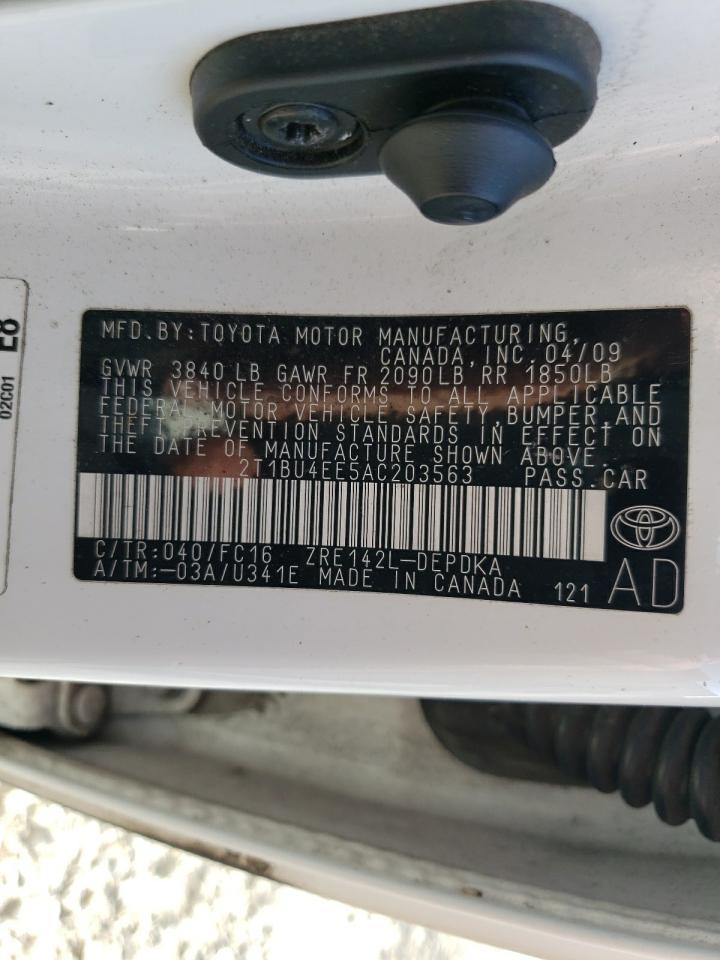 MFD.BY:TOYOTA MOTOR MANUFACTURING,
CANADA,INC.04/09
GVWR 3840 LB GAWR FR 2090LB RR 1850LB
THIS VEHICLE CONFORMS TO ALL APPLICABLE
FEDERAL MOTOR VEHICLE SAFETY,BUMPER,AND
THEFT PREVENTION STANDARDS IN EFFECT ON
THE DATE OF MANUFACTURE SHOWN ABOVE.
2T1BU4EE5AC203563 PASS.CAR
C/TR:040/FC16 ZRE142L-DEPDKA
A/TM:-03A/U341E MADE IN CANADA 121 AD
E8
02C01